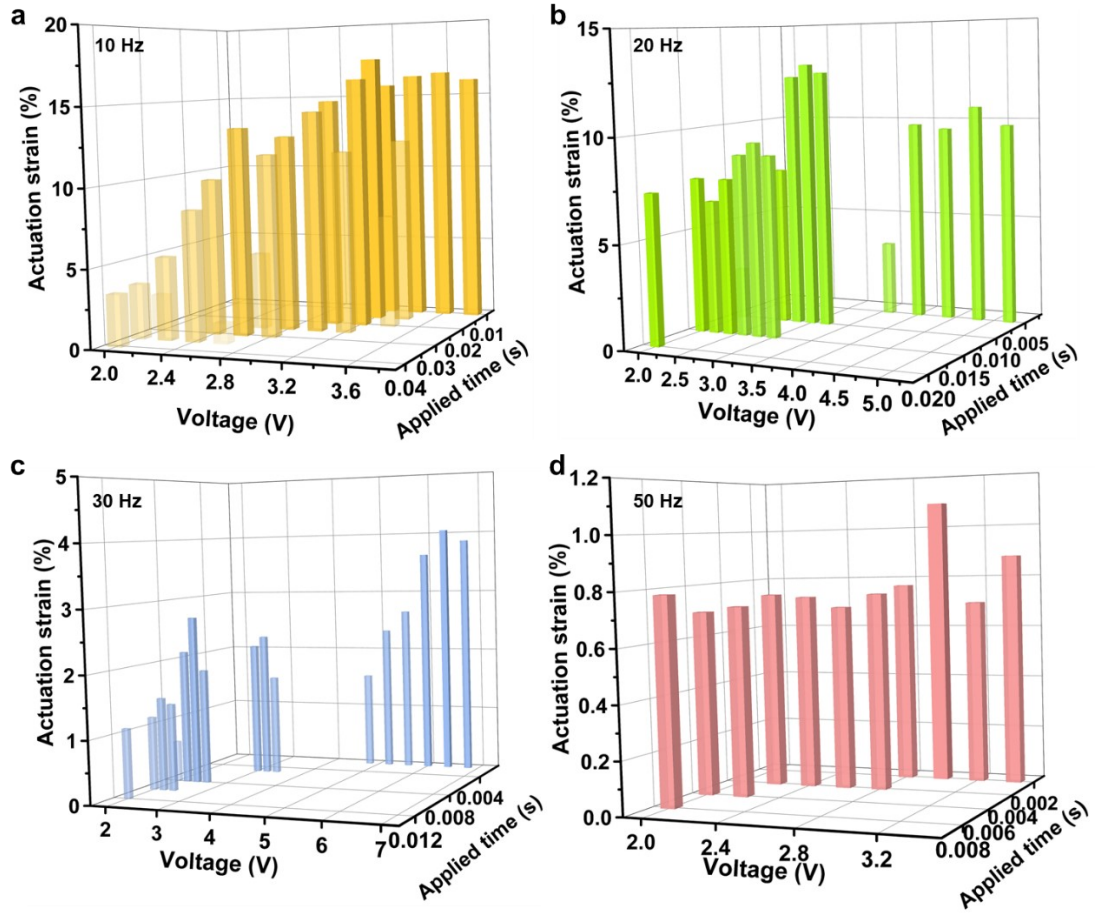 a
10 Hz
Actuation strain (%)
20
15
10
5
0
2.0 2.4 2.8 3.2 3.6
Voltage (V)
0.04 0.03 0.02 0.01
Applied time (s)
b
20 Hz
Actuation strain (%)
15
10
5
0
2.0 2.5 3.0 3.5 4.0 4.5 5.0
Voltage (V)
0.020 0.015 0.010 0.005
Applied time (s)
c
30 Hz
Actuation strain (%)
5
4
3
2
1
0
2 3 4 5 6 7
Voltage (V)
0.012 0.008 0.004
Applied time (s)
d
50 Hz
Actuation strain (%)
1.2
1.0
0.8
0.6
0.4
0.2
0.0
2.0 2.4 2.8 3.2
Voltage (V)
0.008 0.006 0.004 0.002
Applied time (s)